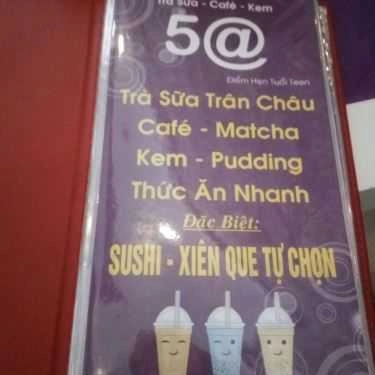 Trà Sữa - Café - Kem
5@
Điểm Hẹn Tuổi Teen
Trà Sữa Trân Châu
Café - Matcha
Kem - Pudding
Thức Ăn Nhanh
Đặc Biệt:
SUSHI - XIÊN QUE TỰ CHỌN